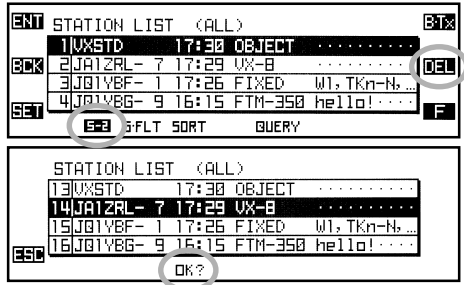 ENT STATION LIST (ALL) B·Tx
1 VXSTD 17:30 OBJECT ··········
BCK 2 JA1ZRL- 7 17:29 VX-8 ·········· DEL
3 JQ1YBF- 1 17:26 FIXED W1,TKn-N,…
SET 4 JQ1YBG- 9 16:15 FTM-350 hello!···· F
S-2 S·FLT SORT QUERY
STATION LIST (ALL)
13 VXSTD 17:30 OBJECT ··········
14 JA1ZRL- 7 17:29 VX-8 ··········
15 JQ1YBF- 1 17:26 FIXED W1,TKn-N,…
ESC 16 JQ1YBG- 9 16:15 FTM-350 hello!····
OK?